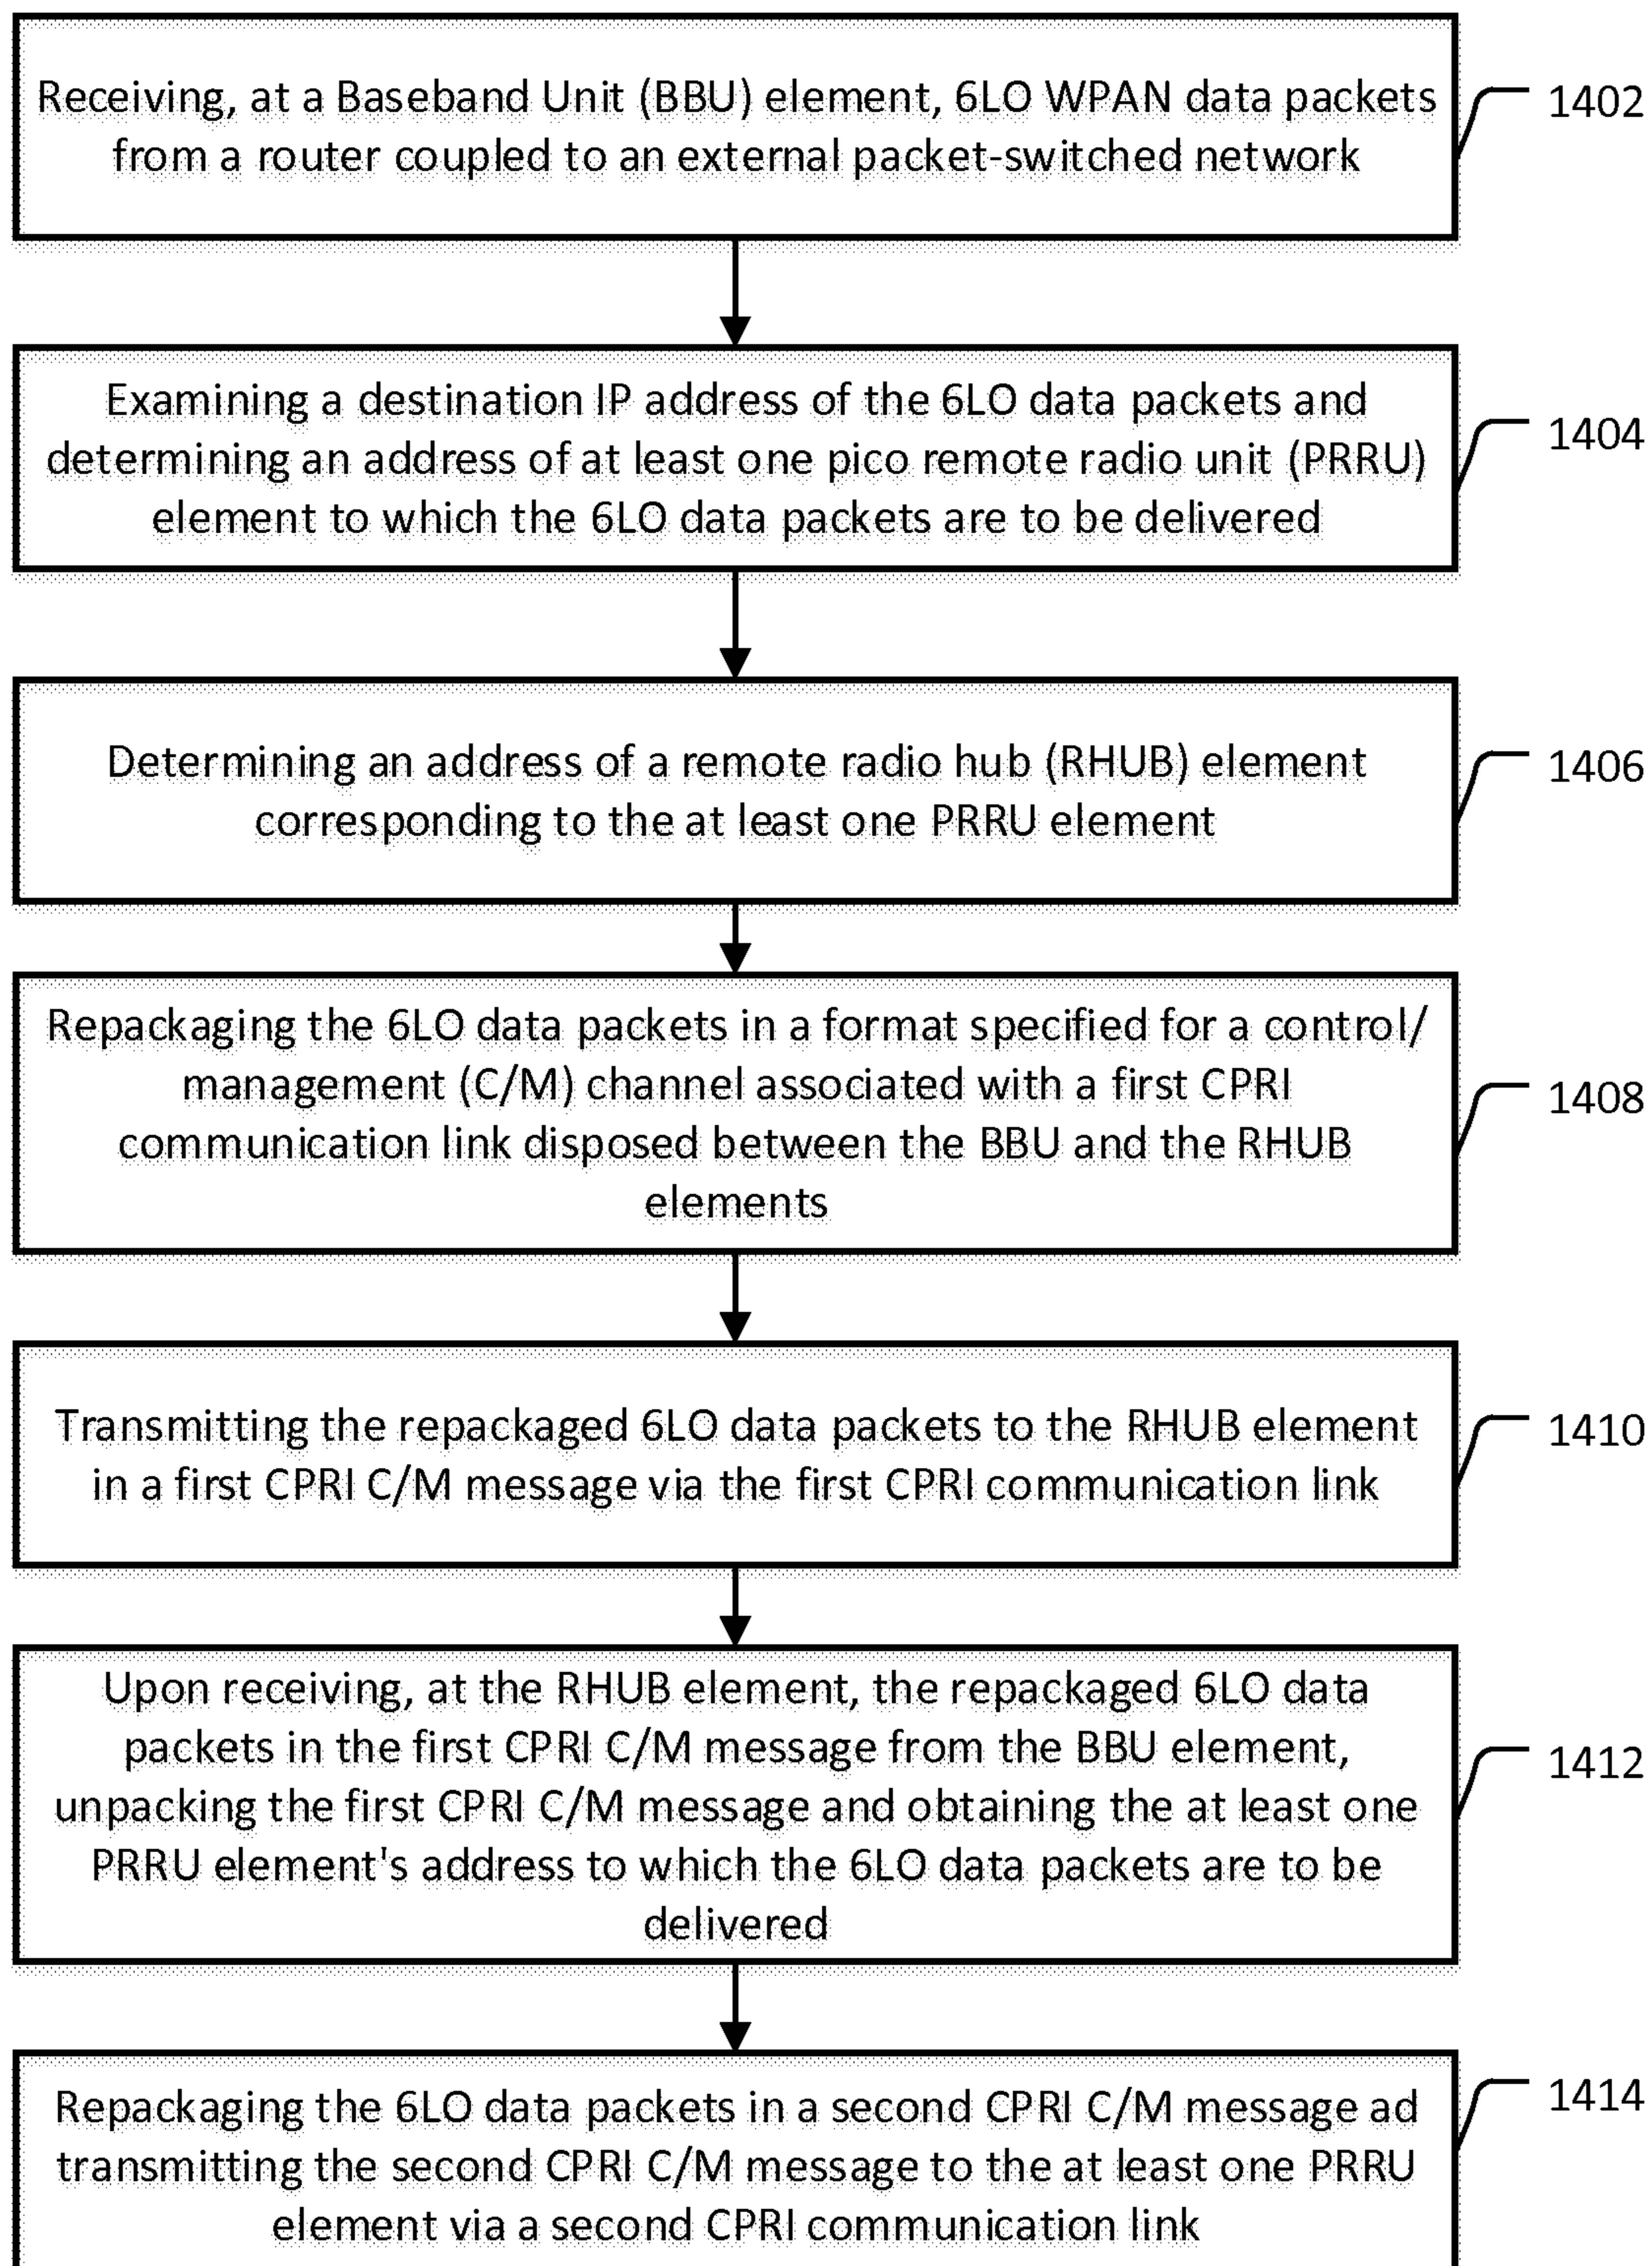 Receiving, at a Baseband Unit (BBU) element, 6LO WPAN data packets
from a router coupled to an external packet-switched network
1402
Examining a destination IP address of the 6LO data packets and
determining an address of at least one pico remote radio unit (PRRU)
element to which the 6LO data packets are to be delivered
1404
Determining an address of a remote radio hub (RHUB) element
corresponding to the at least one PRRU element
1406
Repackaging the 6LO data packets in a format specified for a control/
management (C/M) channel associated with a first CPRI
communication link disposed between the BBU and the RHUB
elements
1408
Transmitting the repackaged 6LO data packets to the RHUB element
in a first CPRI C/M message via the first CPRI communication link
1410
Upon receiving, at the RHUB element, the repackaged 6LO data
packets in the first CPRI C/M message from the BBU element,
unpacking the first CPRI C/M message and obtaining the at least one
PRRU element's address to which the 6LO data packets are to be
delivered
1412
Repackaging the 6LO data packets in a second CPRI C/M message ad
transmitting the second CPRI C/M message to the at least one PRRU
element via a second CPRI communication link
1414